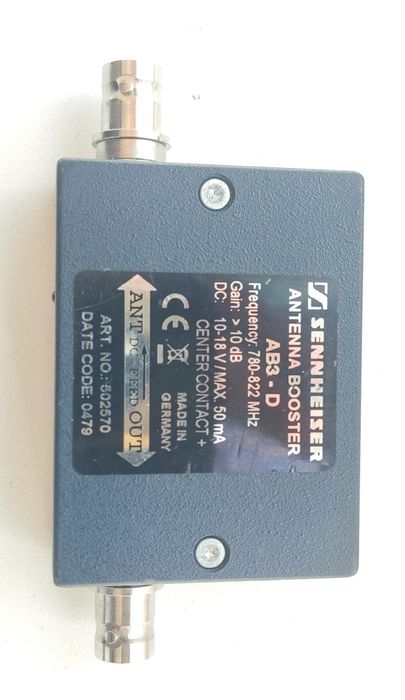 SENNHEISER
ANTENNA BOOSTER
AB3 - D
Frequency: 780-822 MHz
Gain: > 10 dB
DC: 10-18 V / MAX. 50 mA
CENTER CONTACT +
CE
MADE IN
GERMANY
ANT DC FEED OUT
ART. NO.: 502570
DATE CODE: 0479